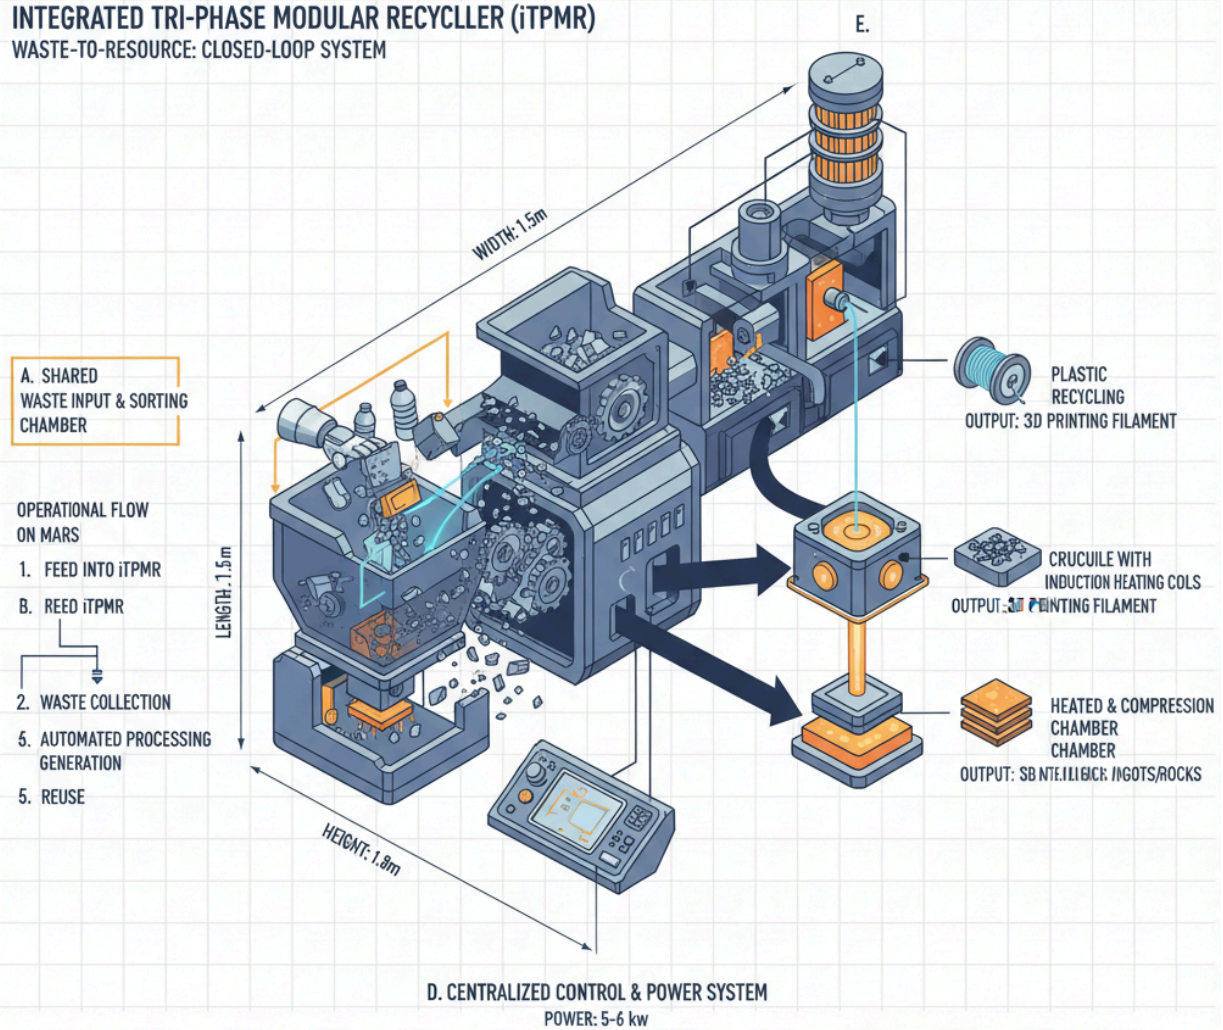 INTEGRATED TRI-PHASE MODULAR RECYCLLER (iTPMR)
WASTE-TO-RESOURCE: CLOSED-LOOP SYSTEM
E.
WIDTH: 1.5m
A. SHARED
WASTE INPUT & SORTING
CHAMBER
OPERATIONAL FLOW
ON MARS
1. FEED INTO iTPMR
B. REED iTPMR
2. WASTE COLLECTION
5. AUTOMATED PROCESSING
GENERATION
5. REUSE
LENGTH: 1.5m
HEIGHT: 1.8m
PLASTIC
RECYCLING
OUTPUT: 3D PRINTING FILAMENT
CRUCUILE WITH
INDUCTION HEATING COLS
OUTPUT: FILAMENT
HEATED & COMPRESSION
CHAMBER
CHAMBER
OUTPUT:
D. CENTRALIZED CONTROL & POWER SYSTEM
POWER: 5-6 kw